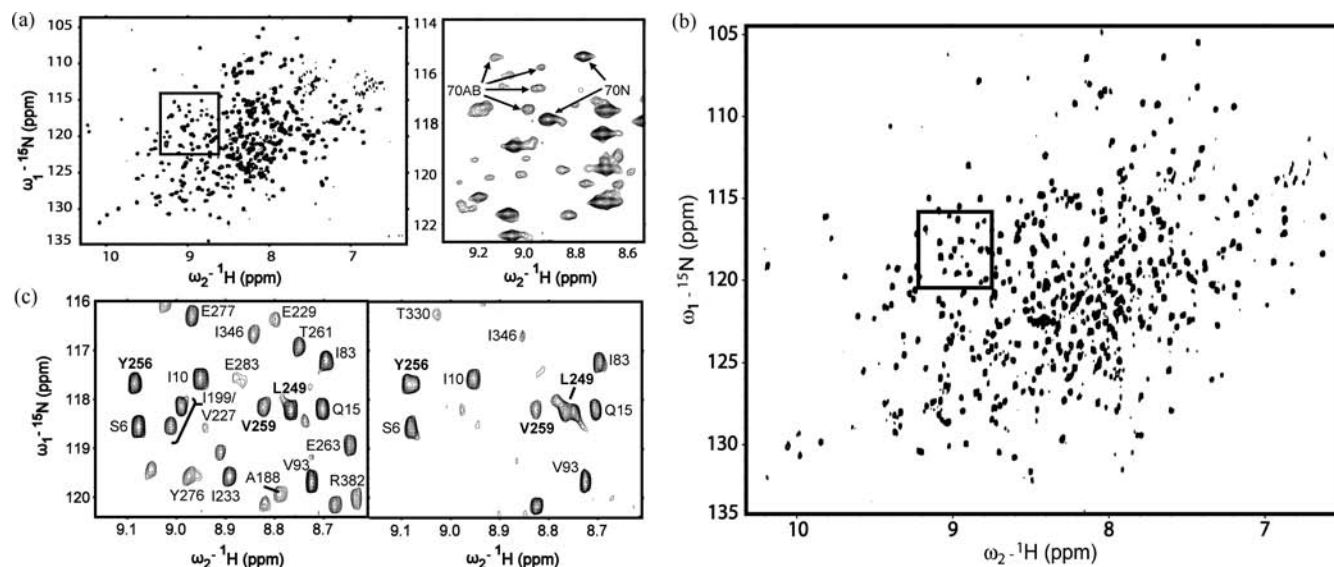 (a)
105
110
115
120
125
130
135
ω1 - 15N (ppm)
10
9
8
7
ω2- 1H (ppm)
114
116
118
120
122
70AB
70N
9.2
9.0
8.8
8.6
ω2- 1H (ppm)
(b)
105
110
115
120
125
130
135
ω1 - 15N (ppm)
10
9
8
7
ω2 - 1H (ppm)
(c)
116
117
118
119
120
ω1 - 15N (ppm)
E277
E229
I346
T261
Y256
I10
E283
I83
I199/
V227
L249
S6
V259
Q15
E263
Y276
I233
A188
V93
R382
9.1
9.0
8.9
8.8
8.7
ω2- 1H (ppm)
T330
I346
Y256
I10
I83
L249
S6
V259
Q15
V93
9.1
9.0
8.9
8.8
8.7
ω2- 1H (ppm)